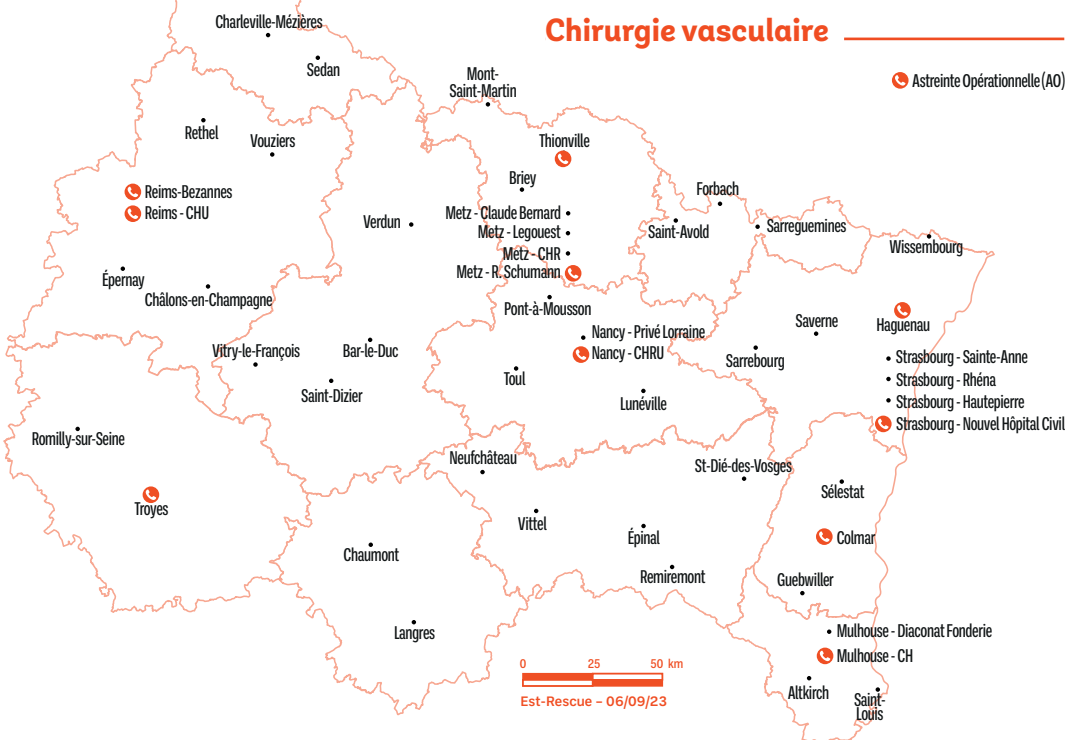 Chirurgie vasculaire
Astreinte Opérationnelle (AO)
Charleville-Mézières
Sedan
Mont-
Saint-Martin
Rethel
Vouziers
Thionville
Briey
Reims-Bezannes
Reims - CHU
Forbach
Verdun
Metz - Claude Bernard
Metz - Legouest
Metz - CHR
Metz - R. Schumann
Saint-Avold
Sarreguemines
Wissembourg
Épernay
Châlons-en-Champagne
Pont-à-Mousson
Nancy - Privé Lorraine
Nancy - CHRU
Saverne
Haguenau
Vitry-le-François
Bar-le-Duc
Sarrebourg
Strasbourg - Sainte-Anne
Strasbourg - Rhéna
Strasbourg - Hautepierre
Strasbourg - Nouvel Hôpital Civil
Saint-Dizier
Toul
Lunéville
Romilly-sur-Seine
Neufchâteau
St-Dié-des-Vosges
Sélestat
Troyes
Vittel
Épinal
Colmar
Chaumont
Remiremont
Guebwiller
Langres
Mulhouse - Diaconat Fonderie
Mulhouse - CH
Altkirch
Saint-
Louis
0 25 50 km
Est-Rescue – 06/09/23